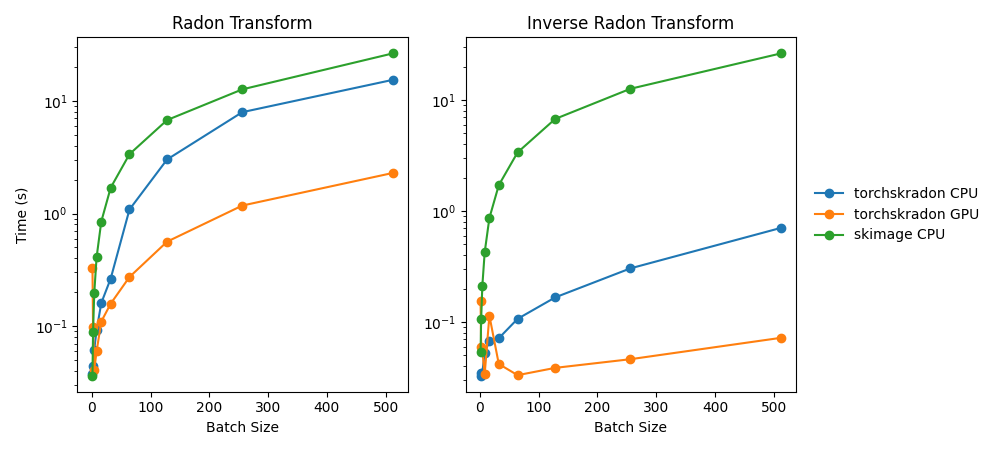 Radon Transform
Inverse Radon Transform
Time (s)
10¹
10⁰
10⁻¹
0 100 200 300 400 500
Batch Size
10¹
10⁰
10⁻¹
0 100 200 300 400 500
Batch Size
torchskradon CPU
torchskradon GPU
skimage CPU